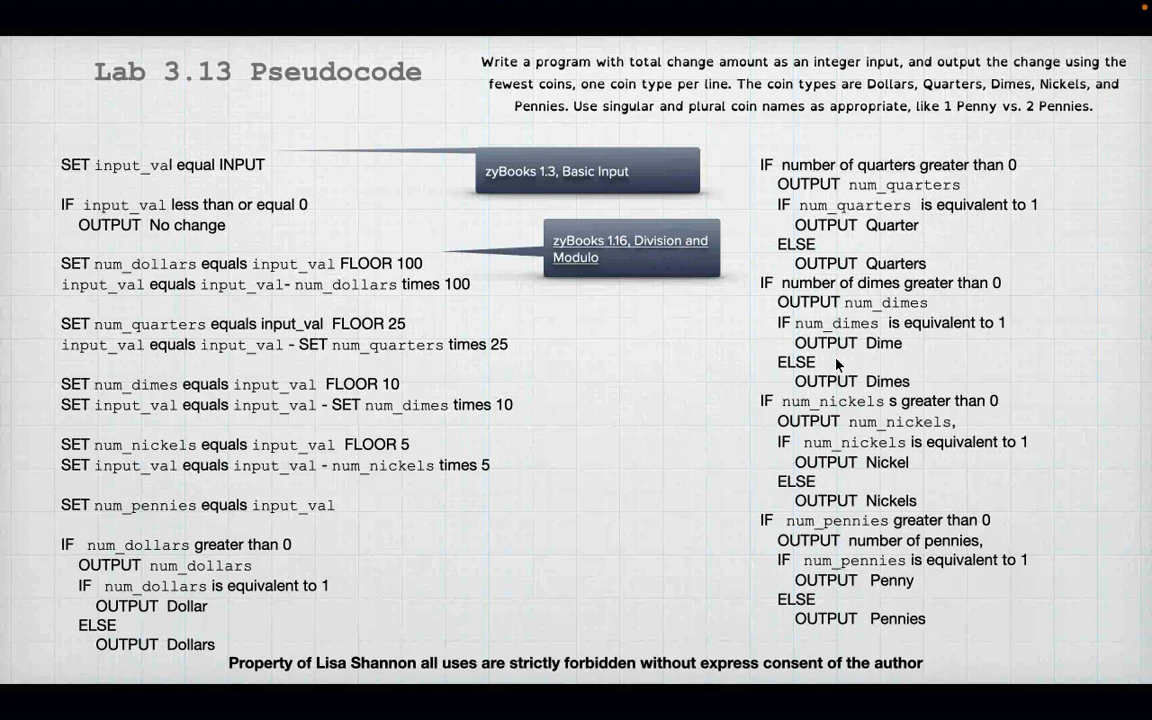 Lab 3.13 Pseudocode
Write a program with total change amount as an integer input, and output the change using the
fewest coins, one coin type per line. The coin types are Dollars, Quarters, Dimes, Nickels, and
Pennies. Use singular and plural coin names as appropriate, like 1 Penny vs. 2 Pennies.
SET input_val equal INPUT
zyBooks 1.3, Basic Input
IF input_val less than or equal 0
OUTPUT No change
zyBooks 1.16, Division and
Modulo
SET num_dollars equals input_val FLOOR 100
input_val equals input_val- num_dollars times 100
SET num_quarters equals input_val FLOOR 25
input_val equals input_val - SET num_quarters times 25
SET num_dimes equals input_val FLOOR 10
SET input_val equals input_val - SET num_dimes times 10
SET num_nickels equals input_val FLOOR 5
SET input_val equals input_val - num_nickels times 5
SET num_pennies equals input_val
IF num_dollars greater than 0
OUTPUT num_dollars
IF num_dollars is equivalent to 1
OUTPUT Dollar
ELSE
OUTPUT Dollars
IF number of quarters greater than 0
OUTPUT num_quarters
IF num_quarters is equivalent to 1
OUTPUT Quarter
ELSE
OUTPUT Quarters
IF number of dimes greater than 0
OUTPUT num_dimes
IF num_dimes is equivalent to 1
OUTPUT Dime
ELSE
OUTPUT Dimes
IF num_nickels s greater than 0
OUTPUT num_nickels,
IF num_nickels is equivalent to 1
OUTPUT Nickel
ELSE
OUTPUT Nickels
IF num_pennies greater than 0
OUTPUT number of pennies,
IF num_pennies is equivalent to 1
OUTPUT Penny
ELSE
OUTPUT Pennies
Property of Lisa Shannon all uses are strictly forbidden without express consent of the author